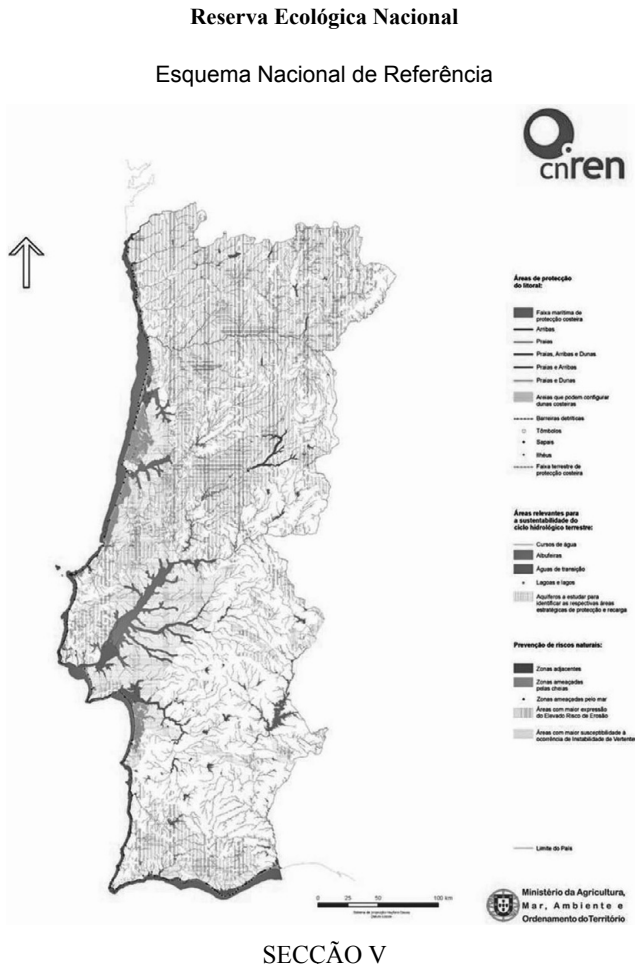 Reserva Ecológica Nacional
Esquema Nacional de Referência
cnren
Áreas de protecção
do litoral:
Faixa marítima de
protecção costeira
Arribas
Praias
Praias, Arribas e Dunas
Praias e Arribas
Praias e Dunas
Áreas que podem configurar
dunas costeiras
Barreiras detríticas
Tômbolos
Sapais
Ilhéus
Faixa terrestre de
protecção costeira
Áreas relevantes para
a sustentabilidade do
ciclo hidrológico terrestre:
Cursos de água
Albufeiras
Águas de transição
Lagoas e lagos
Aquíferos a estudar para
identificar as respectivas áreas
estratégicas de protecção e recarga
Prevenção de riscos naturais:
Zonas adjacentes
Zonas ameaçadas
pelas cheias
Zonas ameaçadas pelo mar
Áreas com maior expressão
do Elevado Risco de Erosão
Áreas com maior susceptibilidade à
ocorrência de Instabilidade de Vertente
Limite do País
0 25 50 100 km
Ministério da Agricultura,
Mar, Ambiente e
Ordenamento do Território
SECÇÃO V